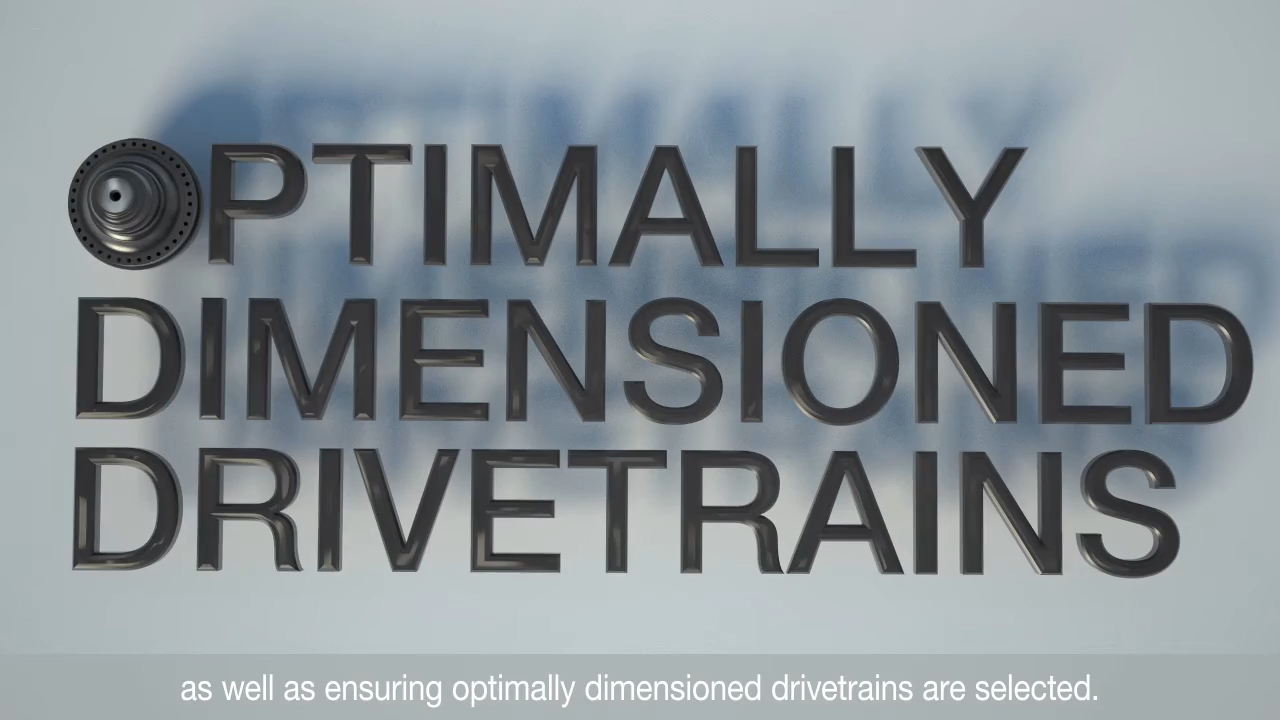 OPTIMALLY
DIMENSIONED
DRIVETRAINS
as well as ensuring optimally dimensioned drivetrains are selected.